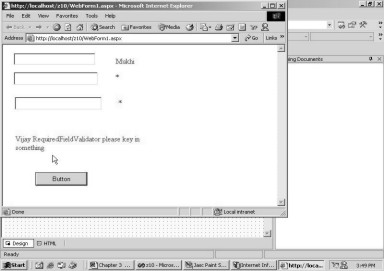 http://localhost/z10/WebForm1.aspx - Microsoft Internet Explorer
File Edit View Favorites Tools Help
Back Search Favorites Media
Address http://localhost/z10/WebForm1.aspx Go Links »
Mukhi
*
*
ing Documents
Vijay RequiredFieldValidator please key in
something.
Button
Done Local intranet
Design HTML
Ready
Start Chapter 3 ... z10 - Micros... Jasc Paint S... Internet Inf... http://loca... 3:49 PM